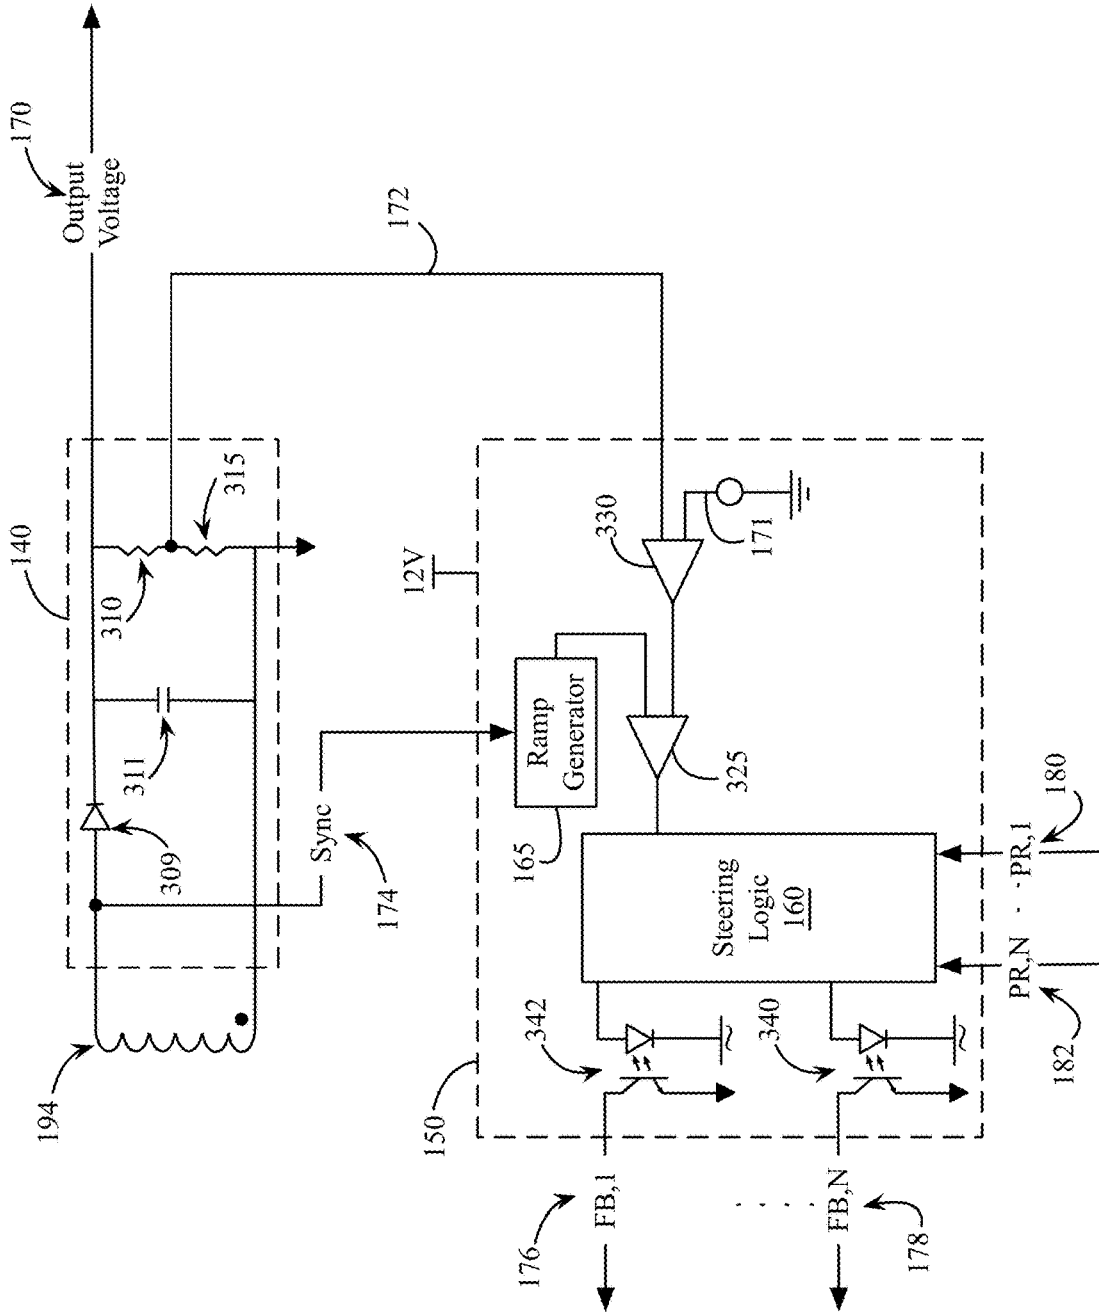 194
140
309
311
310
315
Output
Voltage
170
Sync
174
172
150
12V
165
Ramp
Generator
330
171
325
342
340
Steering
Logic
160
176
FB,1
. . . . .
FB,N
178
PR,N . . PR,1
182
180